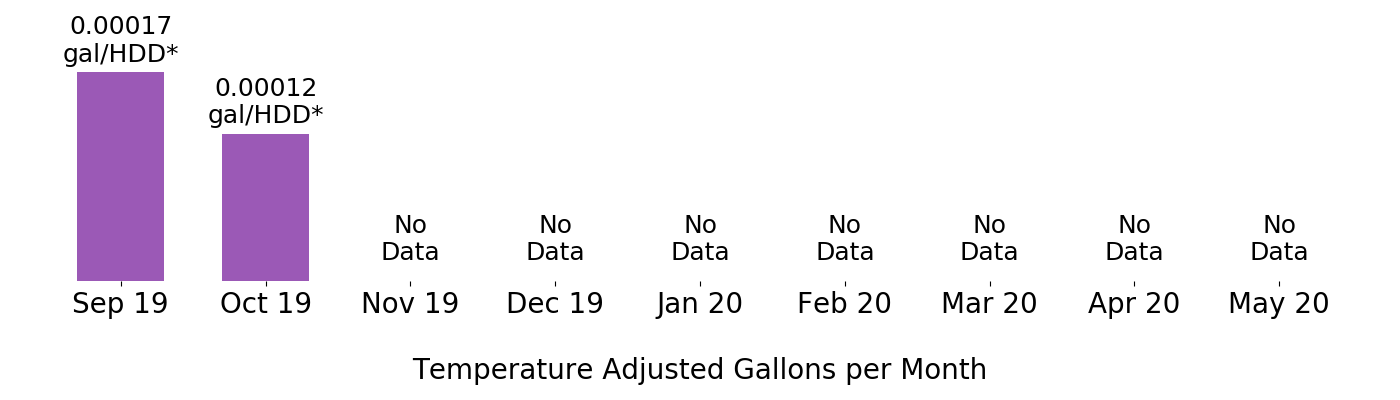 0.00017
gal/HDD*
0.00012
gal/HDD*
No
Data
No
Data
No
Data
No
Data
No
Data
No
Data
No
Data
Sep 19
Oct 19
Nov 19
Dec 19
Jan 20
Feb 20
Mar 20
Apr 20
May 20
Temperature Adjusted Gallons per Month